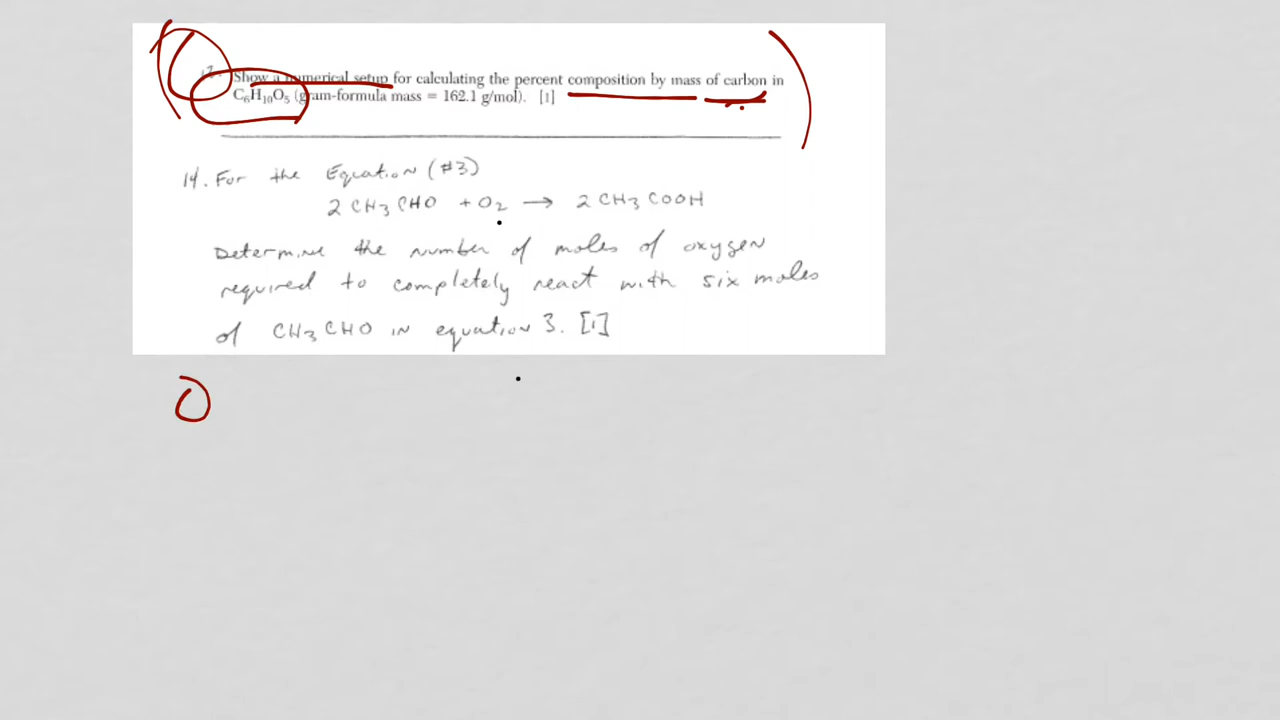 Show a numerical setup for calculating the percent composition by mass of carbon in
C₆H₁₀O₅ (gram-formula mass = 162.1 g/mol). [1]
14. For the Equation (#3)
2 CH₃CHO + O₂ → 2 CH₃COOH
Determine the number of moles of oxygen
required to completely react with six moles
of CH₃CHO in equation 3. [1]